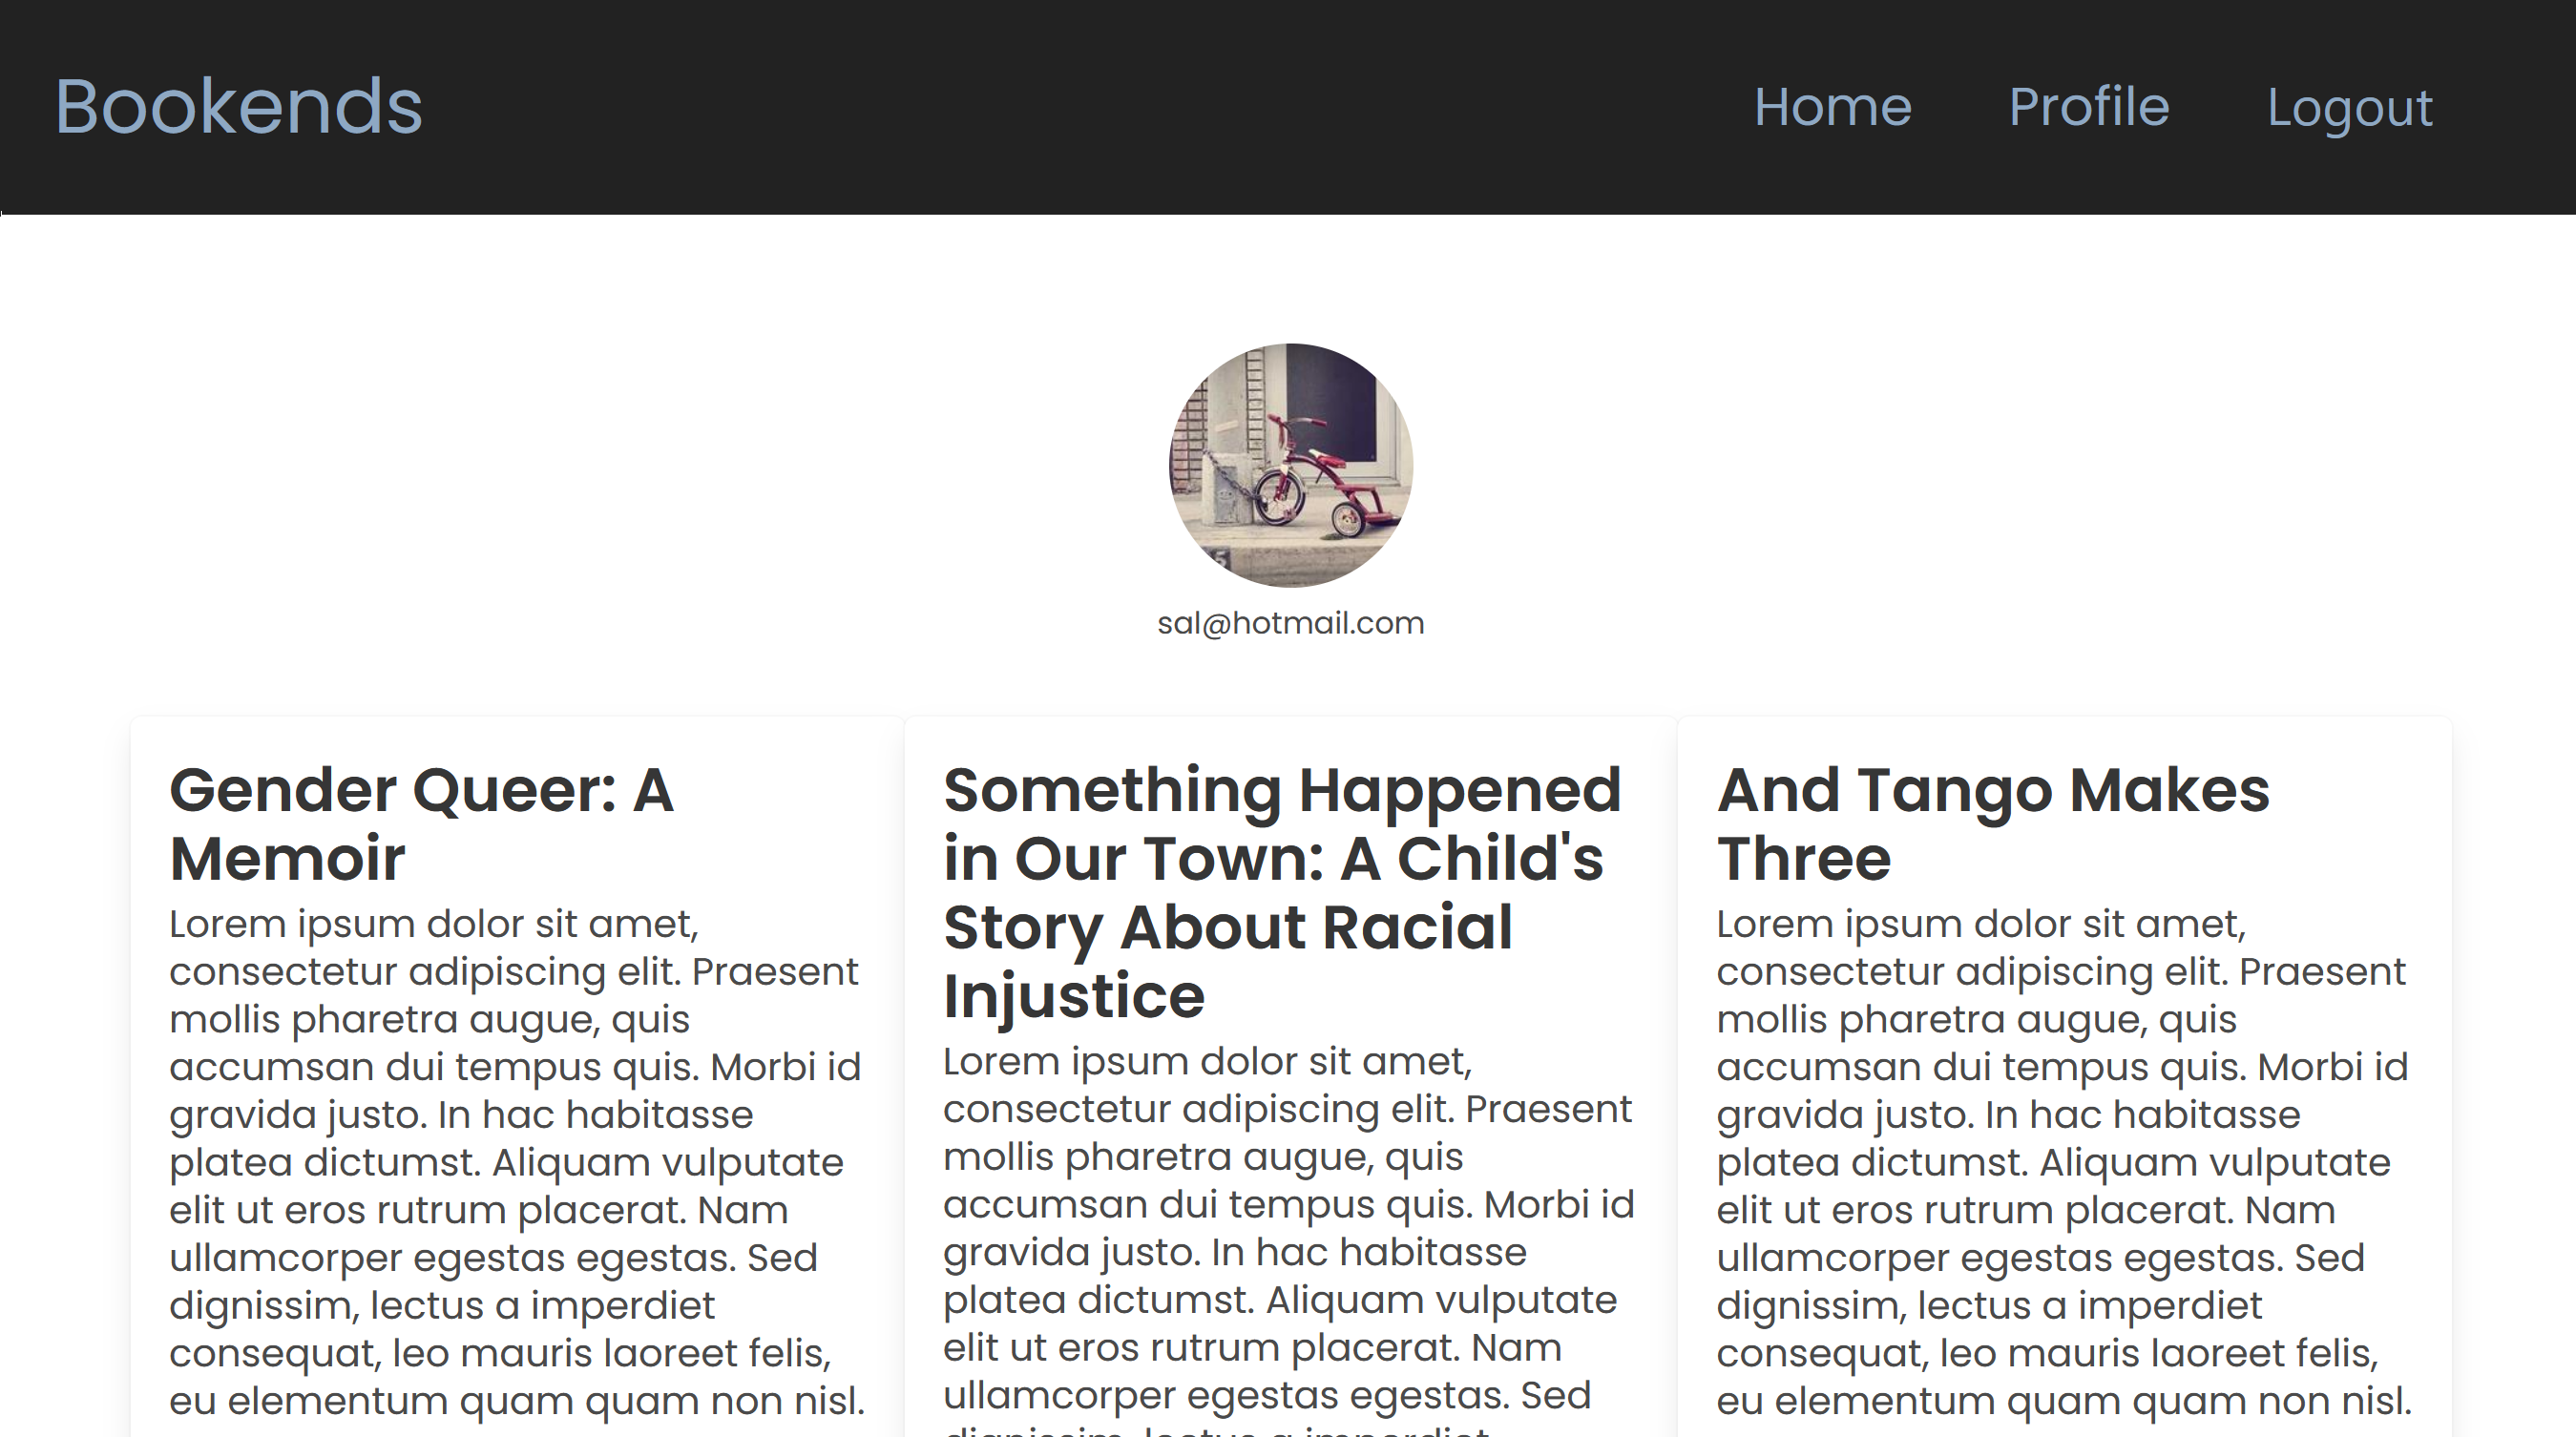 Bookends
Home Profile Logout
sal@hotmail.com
Gender Queer: A
Memoir
Lorem ipsum dolor sit amet,
consectetur adipiscing elit. Praesent
mollis pharetra augue, quis
accumsan dui tempus quis. Morbi id
gravida justo. In hac habitasse
platea dictumst. Aliquam vulputate
elit ut eros rutrum placerat. Nam
ullamcorper egestas egestas. Sed
dignissim, lectus a imperdiet
consequat, leo mauris laoreet felis,
eu elementum quam quam non nisl.
Something Happened
in Our Town: A Child's
Story About Racial
Injustice
Lorem ipsum dolor sit amet,
consectetur adipiscing elit. Praesent
mollis pharetra augue, quis
accumsan dui tempus quis. Morbi id
gravida justo. In hac habitasse
platea dictumst. Aliquam vulputate
elit ut eros rutrum placerat. Nam
ullamcorper egestas egestas. Sed
dignissim, lectus a imperdiet
And Tango Makes
Three
Lorem ipsum dolor sit amet,
consectetur adipiscing elit. Praesent
mollis pharetra augue, quis
accumsan dui tempus quis. Morbi id
gravida justo. In hac habitasse
platea dictumst. Aliquam vulputate
elit ut eros rutrum placerat. Nam
ullamcorper egestas egestas. Sed
dignissim, lectus a imperdiet
consequat, leo mauris laoreet felis,
eu elementum quam quam non nisl.